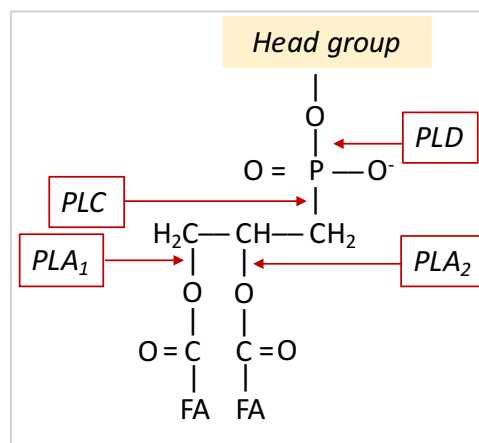 Head group
O
PLD
O = P — O⁻
PLC
H₂C — CH — CH₂
PLA₁
PLA₂
O O
O = C C = O
FA FA